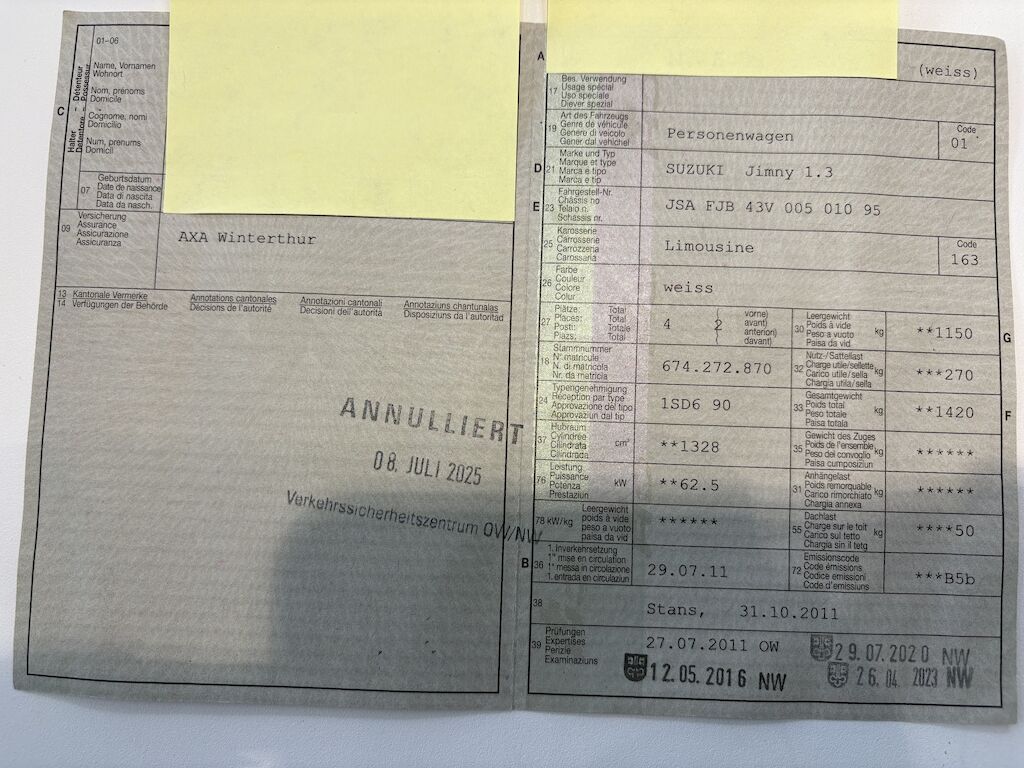 01–06
Name, Vornamen
Wohnort
Nom, prénoms
Domicile
Cognome, nomi
Domicilio
Num, prenums
Domicil
C
Halter Détenteur
Detentore – Possessur
07
Geburtsdatum
Date de naissance
Data di nascita
Data da nasch.
09
Versicherung
Assurance
Assicurazione
Assicuranza
AXA Winterthur
13 Kantonale Vermerke Annotations cantonales Annotazioni cantonali Annotaziuns chantunalas
14 Verfügungen der Behörde Décisions de l'autorité Decisioni dell'autorità Disposiziuns da l'autoritad
ANNULLIERT
08. JULI 2025
Verkehrssicherheitszentrum OW/NW
A
(weiss)
17
Bes. Verwendung
Usage spécial
Uso speciale
Diever spezial
19
Art des Fahrzeugs
Genre de véhicule
Genere di veicolo
Gener dal vehichel
Personenwagen
Code
01
D 21
Marke und Typ
Marque et type
Marca e tipo
Marca e tip
SUZUKI Jimny 1.3
E 23
Fahrgestell-Nr.
Châssis no
Telaio n.
Schassis nr.
JSA FJB 43V 005 010 95
25
Karosserie
Carrosserie
Carrozzeria
Carossaria
Limousine
Code
163
26
Farbe
Couleur
Colore
Colur
weiss
27
Plätze: Total
Places: Total
Posti: Totale
Plazs: Total
4 2
vorne)
avant)
anteriori)
davant)
30
Leergewicht
Poids à vide
Peso a vuoto
Paisa da vid
kg
**1150
G
18
Stammnummer
N° matricule
N. di matricola
Nr. da matricla
674.272.870
32
Nutz-/Sattellast
Charge utile/sellette
Carico utile/sella
Chargia utila/sella
kg
***270
24
Typengenehmigung
Réception par type
Approvazione del tipo
Approvaziun dal tip
1SD6 90
33
Gesamtgewicht
Poids total
Peso totale
Paisa totala
kg
**1420
F
37
Hubraum
Cylindrée
Cilindrata
Cilindrada
cm³
**1328
35
Gewicht des Zuges
Poids de l'ensemble
Peso del convoglio
Paisa cumposiziun
kg
******
76
Leistung
Puissance
Potenza
Prestaziun
kW
**62.5
31
Anhängelast
Poids remorquable
Carico rimorchiato
Chargia annexa
kg
******
78 kW/kg
Leergewicht
poids à vide
peso a vuoto
paisa da vid
******
55
Dachlast
Charge sur le toit
Carico sul tetto
Chargia sin il tetg
kg
****50
B 36
1. Inverkehrsetzung
1re mise en circulation
1a messa in circolazione
1. entrada en circulaziun
29.07.11
72
Emissionscode
Code émissions
Codice emissioni
Code d'emissiuns
***B5b
38
Stans, 31.10.2011
39
Prüfungen
Expertises
Perizie
Examinaziuns
27.07.2011 OW
29.07.2020 NW
12.05.2016 NW
26.04.2023 NW